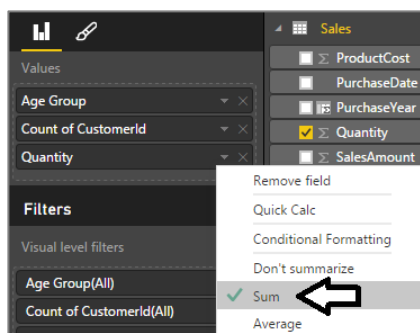 Values
Age Group
Count of CustomerId
Quantity
Filters
Visual level filters
Age Group(All)
Count of CustomerId(All)
Sales
ProductCost
PurchaseDate
PurchaseYear
Quantity
SalesAmount
Remove field
Quick Calc
Conditional Formatting
Don't summarize
Sum
Average